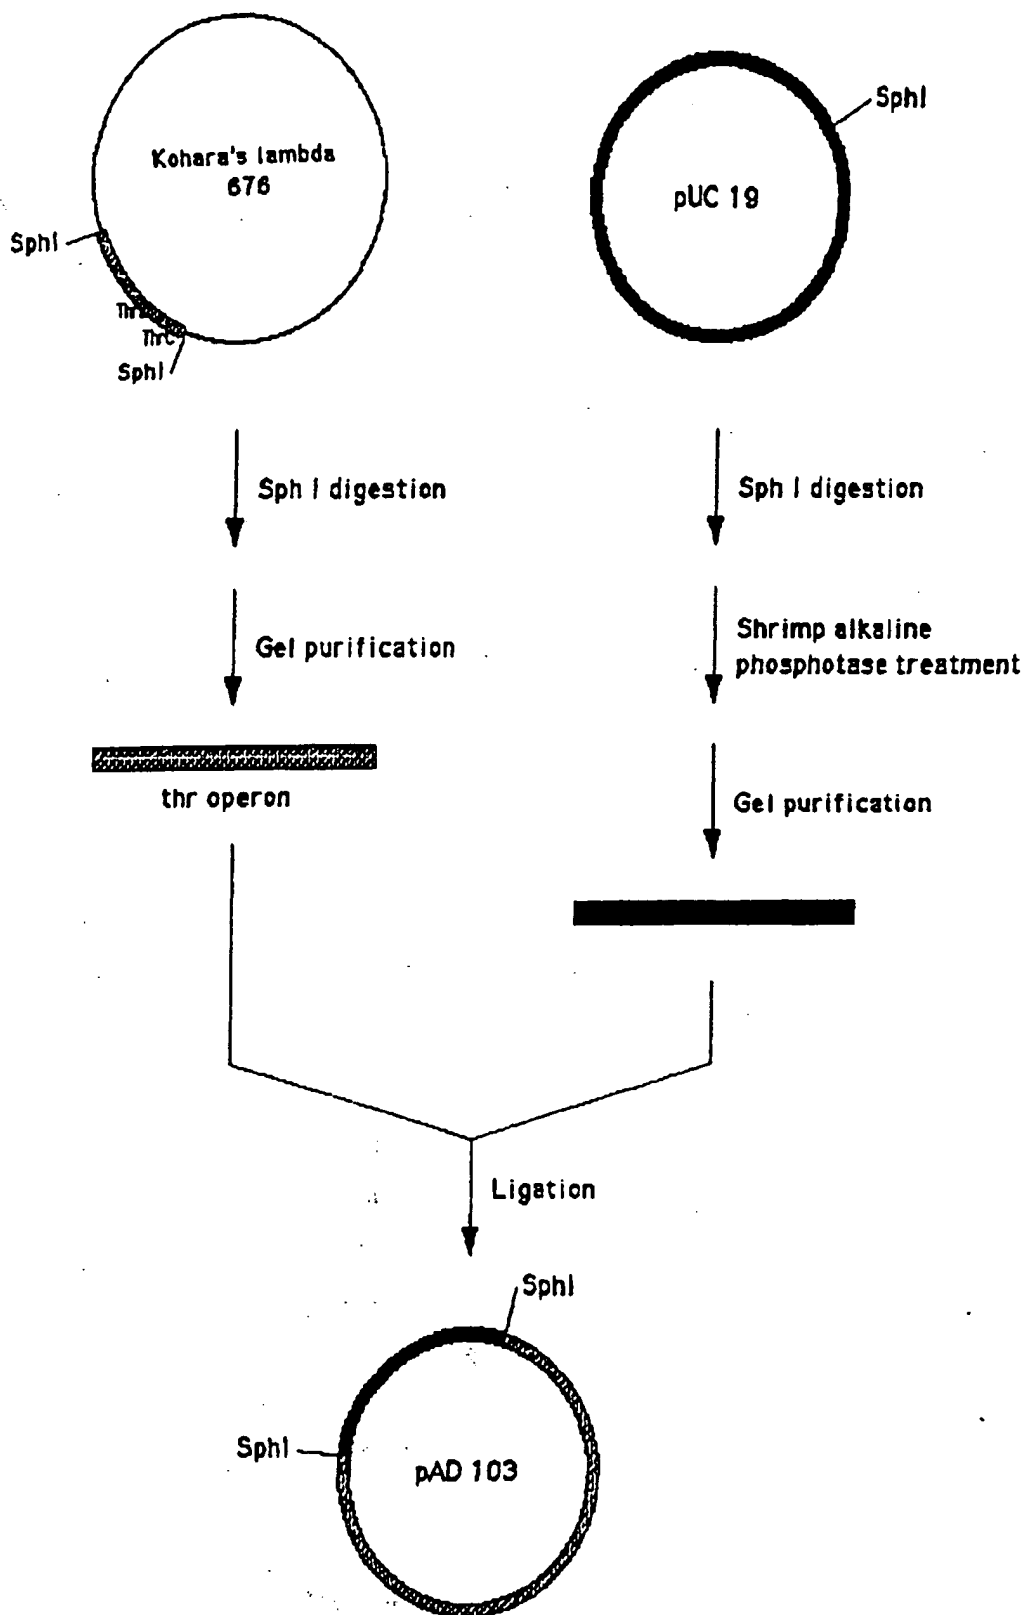 Kohara's lambda
676
SphI
ThrC
SphI
pUC 19
SphI
Sph I digestion
Gel purification
thr operon
Sph I digestion
Shrimp alkaline
phosphotase treatment
Gel purification
Ligation
SphI
SphI
pAD 103